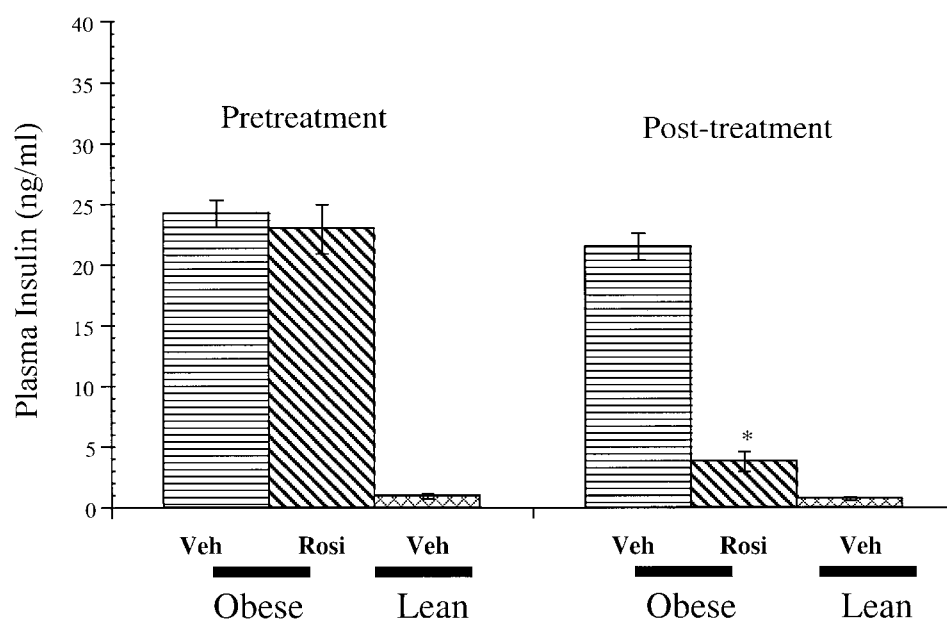 40
35
30
25
20
15
10
5
0
Plasma Insulin (ng/ml)
Pretreatment
Post-treatment
*
Veh Rosi Veh Veh Rosi Veh
Obese Lean Obese Lean